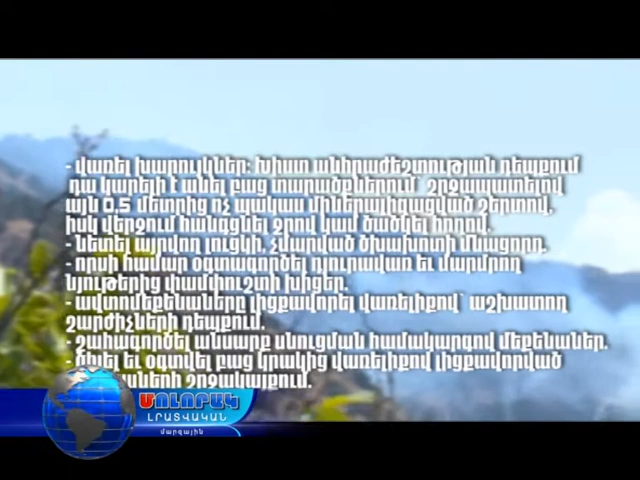 - վառել խարույկներ: Խիստ անհրաժեշտության դեպքում
դա կարելի է անել բաց տարածքներում՝ շրջապատելով
այն 0,5 մետրից ոչ պակաս միներալիզացված շերտով,
իսկ վերջում հանգցնել ջրով կամ ծածկել հողով.
- նետել այրվող լուցկի, չմարված ծխախոտի մնացորդ.
- որսի համար օգտագործել դյուրավառ եւ մարմրող
նյութերից փամփուշտի խիցեր.
- ավտոմեքենաները լիցքավորել վառելիքով՝ աշխատող
շարժիչների դեպքում.
- շահագործել անսարք սնուցման համակարգով մեքենաներ.
- ծխել եւ օգտվել բաց կրակից վառելիքով լիցքավորված
շրջակայքում.
ՄՈԼՈՐԱԿ
ԼՐԱՏՎԱԿԱՆ
մարզային